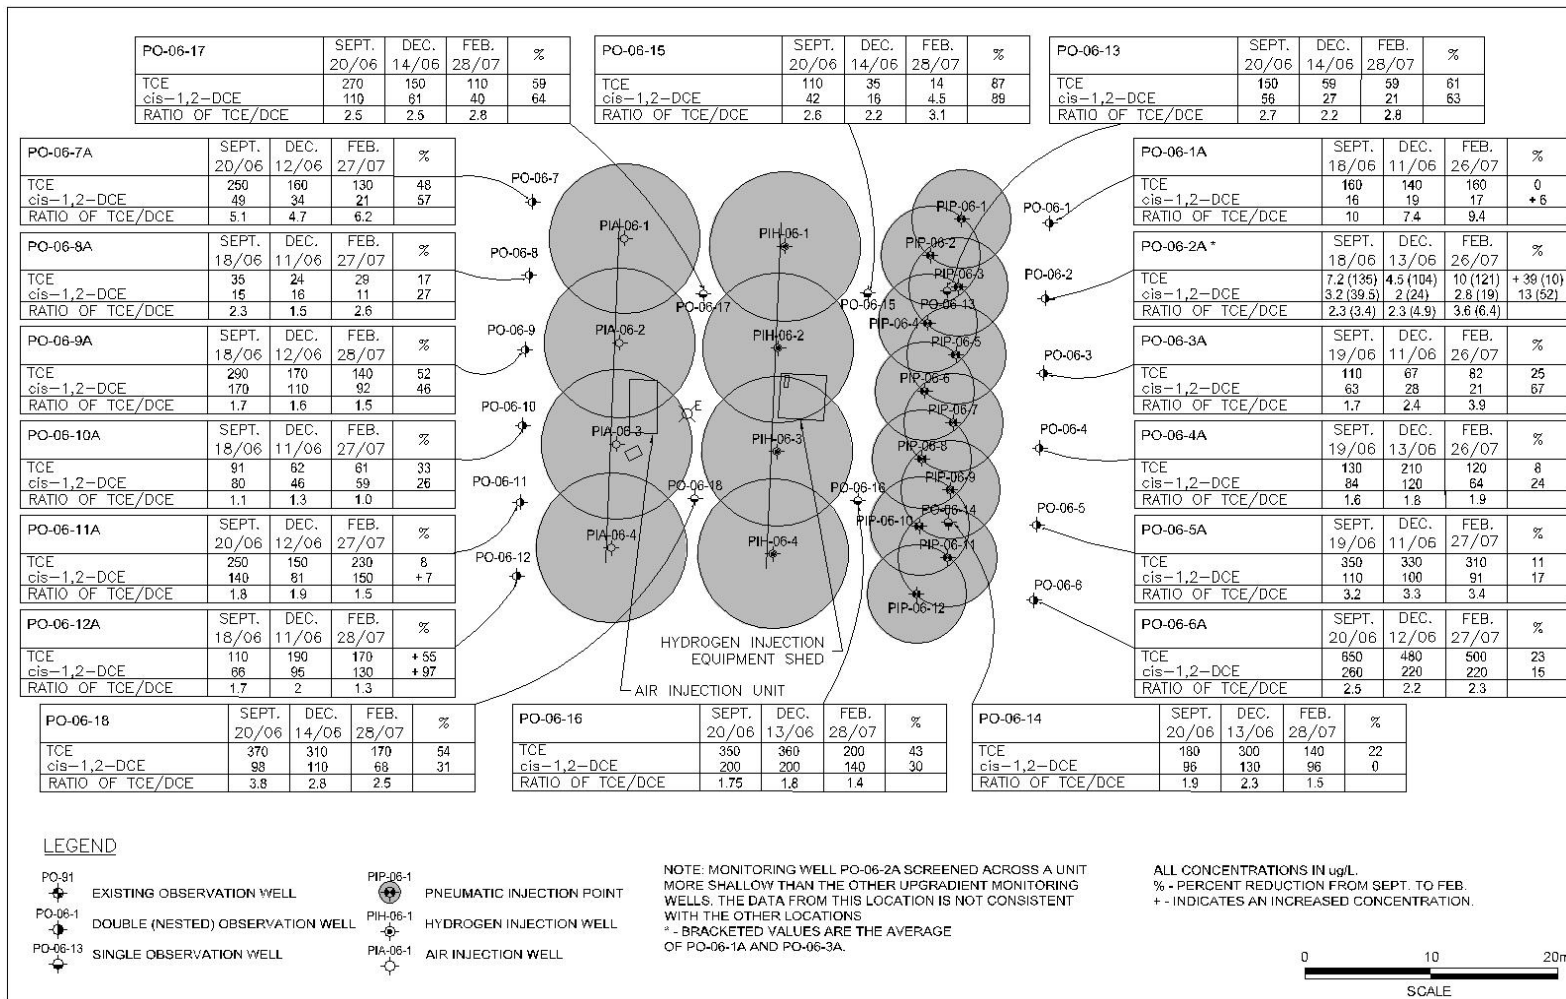 PO-06-17 SEPT. 20/06 DEC. 14/06 FEB. 28/07 %
TCE 270 150 110 59
cis-1,2-DCE 110 61 40 64
RATIO OF TCE/DCE 2.5 2.5 2.8
PO-06-15 SEPT. 20/06 DEC. 14/06 FEB. 28/07 %
TCE 110 35 14 87
cis-1,2-DCE 42 16 4.5 89
RATIO OF TCE/DCE 2.6 2.2 3.1
PO-06-13 SEPT. 20/06 DEC. 14/06 FEB. 28/07 %
TCE 150 59 59 61
cis-1,2-DCE 56 27 21 63
RATIO OF TCE/DCE 2.7 2.2 2.8
PO-06-7A SEPT. 20/06 DEC. 12/06 FEB. 27/07 %
TCE 250 160 130 48
cis-1,2-DCE 49 34 21 57
RATIO OF TCE/DCE 5.1 4.7 6.2
PO-06-8A SEPT. 18/06 DEC. 11/06 FEB. 27/07 %
TCE 35 24 29 17
cis-1,2-DCE 15 16 11 27
RATIO OF TCE/DCE 2.3 1.5 2.6
PO-06-9A SEPT. 18/06 DEC. 12/06 FEB. 28/07 %
TCE 290 170 140 52
cis-1,2-DCE 170 110 92 46
RATIO OF TCE/DCE 1.7 1.6 1.5
PO-06-10A SEPT. 18/06 DEC. 11/06 FEB. 27/07 %
TCE 91 62 61 33
cis-1,2-DCE 80 46 59 26
RATIO OF TCE/DCE 1.1 1.3 1.0
PO-06-11A SEPT. 20/06 DEC. 12/06 FEB. 27/07 %
TCE 250 150 230 8
cis-1,2-DCE 140 81 150 +7
RATIO OF TCE/DCE 1.8 1.9 1.5
PO-06-12A SEPT. 18/06 DEC. 11/06 FEB. 28/07 %
TCE 110 190 170 +55
cis-1,2-DCE 66 95 130 +97
RATIO OF TCE/DCE 1.7 2 1.3
PO-06-7
PO-06-8
PO-06-9
PO-06-10
PO-06-11
PO-06-12
PIA-06-1
PIA-06-2
PIA-06-3
PIA-06-4
E
PO-06-17
PO-06-18
PIH-06-1
PIH-06-2
PIH-06-3
PIH-06-4
PO-06-15
PO-06-16
PIP-06-1
PIP-06-2
PIP-06-3
PO-06-13
PIP-06-4
PIP-06-5
PIP-06-6
PIP-06-7
PIP-06-8
PIP-06-9
PO-06-14
PIP-06-10
PIP-06-11
PIP-06-12
PO-06-1
PO-06-2
PO-06-3
PO-06-4
PO-06-5
PO-06-6
HYDROGEN INJECTION
EQUIPMENT SHED
AIR INJECTION UNIT
PO-06-1A SEPT. 18/06 DEC. 11/06 FEB. 26/07 %
TCE 160 140 160 0
cis-1,2-DCE 16 19 17 +6
RATIO OF TCE/DCE 10 7.4 9.4
PO-06-2A * SEPT. 18/06 DEC. 13/06 FEB. 26/07 %
TCE 7.2 (135) 4.5 (104) 10 (121) +39 (10)
cis-1,2-DCE 3.2 (39.5) 2 (24) 2.8 (19) 13 (52)
RATIO OF TCE/DCE 2.3 (3.4) 2.3 (4.9) 3.6 (6.4)
PO-06-3A SEPT. 19/06 DEC. 11/06 FEB. 26/07 %
TCE 110 67 82 25
cis-1,2-DCE 63 28 21 67
RATIO OF TCE/DCE 1.7 2.4 3.9
PO-06-4A SEPT. 19/06 DEC. 13/06 FEB. 26/07 %
TCE 130 210 120 8
cis-1,2-DCE 84 120 64 24
RATIO OF TCE/DCE 1.6 1.8 1.9
PO-06-5A SEPT. 19/06 DEC. 11/06 FEB. 27/07 %
TCE 350 330 310 11
cis-1,2-DCE 110 100 91 17
RATIO OF TCE/DCE 3.2 3.3 3.4
PO-06-6A SEPT. 20/06 DEC. 12/06 FEB. 27/07 %
TCE 650 480 500 23
cis-1,2-DCE 260 220 220 15
RATIO OF TCE/DCE 2.5 2.2 2.3
PO-06-18 SEPT. 20/06 DEC. 14/06 FEB. 28/07 %
TCE 370 310 170 54
cis-1,2-DCE 98 110 68 31
RATIO OF TCE/DCE 3.8 2.8 2.5
PO-06-16 SEPT. 20/06 DEC. 13/06 FEB. 28/07 %
TCE 350 360 200 43
cis-1,2-DCE 200 200 140 30
RATIO OF TCE/DCE 1.75 1.8 1.4
PO-06-14 SEPT. 20/06 DEC. 13/06 FEB. 28/07 %
TCE 180 300 140 22
cis-1,2-DCE 96 130 96 0
RATIO OF TCE/DCE 1.9 2.3 1.5
LEGEND
PO-91 EXISTING OBSERVATION WELL
PO-06-1 DOUBLE (NESTED) OBSERVATION WELL
PO-06-13 SINGLE OBSERVATION WELL
PIP-06-1 PNEUMATIC INJECTION POINT
PIH-06-1 HYDROGEN INJECTION WELL
PIA-06-1 AIR INJECTION WELL
NOTE: MONITORING WELL PO-06-2A SCREENED ACROSS A UNIT
MORE SHALLOW THAN THE OTHER UPGRADIENT MONITORING
WELLS. THE DATA FROM THIS LOCATION IS NOT CONSISTENT
WITH THE OTHER LOCATIONS
* - BRACKETED VALUES ARE THE AVERAGE
OF PO-06-1A AND PO-06-3A.
ALL CONCENTRATIONS IN ug/L.
% - PERCENT REDUCTION FROM SEPT. TO FEB.
+ - INDICATES AN INCREASED CONCENTRATION.
0 10 20m
SCALE